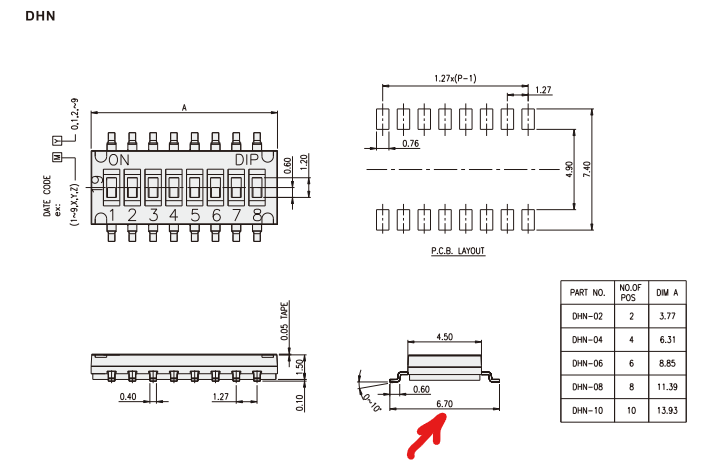 DHN
1.27x(P-1)
1.27
A
0,1,2,~9
Y
M
DATE CODE
ex:
(1~9,X,Y,Z)
ON
DIP
0.60
1.20
19
1 2 3 4 5 6 7 8
0.76
4.90
7.40
P.C.B. LAYOUT
0.05 TAPE
1.50
0.10
0.40
1.27
4.50
0~10°
0.60
6.70
PART NO. NO.OF POS DIM A
DHN-02 2 3.77
DHN-04 4 6.31
DHN-06 6 8.85
DHN-08 8 11.39
DHN-10 10 13.93